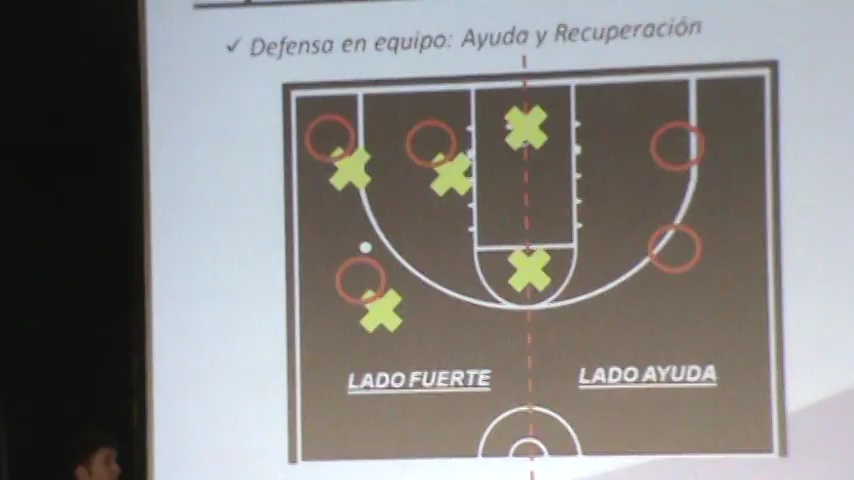 ✓ Defensa en equipo: Ayuda y Recuperación
LADO FUERTE
LADO AYUDA